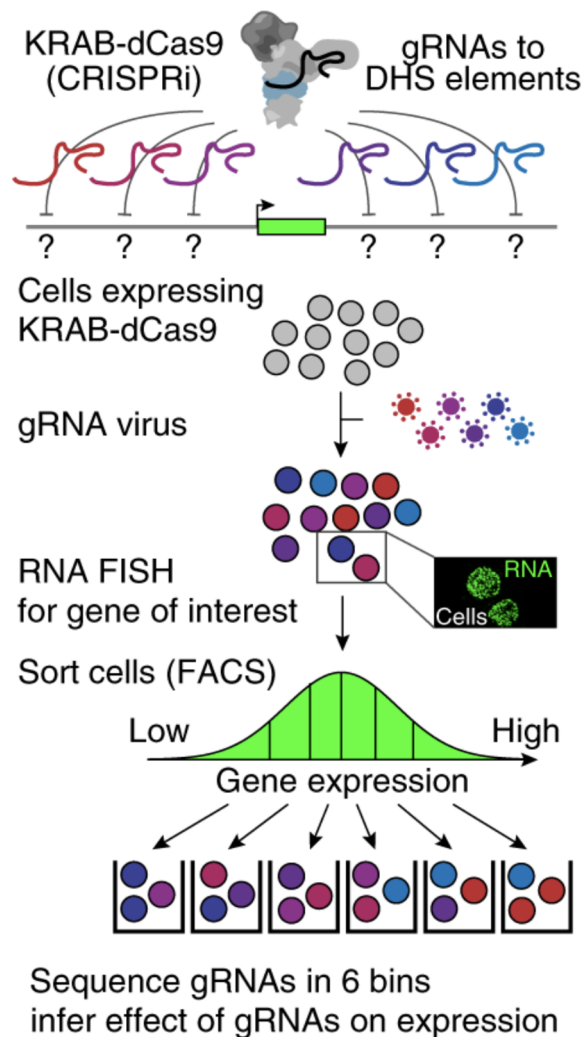 KRAB-dCas9
(CRISPRi)
gRNAs to
DHS elements
? ? ? ? ? ?
Cells expressing
KRAB-dCas9
gRNA virus
RNA FISH
for gene of interest
RNA
Cells
Sort cells (FACS)
Low
High
Gene expression
Sequence gRNAs in 6 bins
infer effect of gRNAs on expression